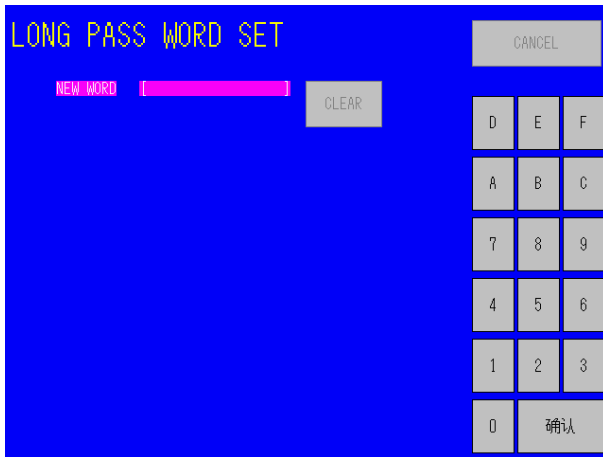 LONG PASS WORD SET
CANCEL
NEW WORD [ ]
CLEAR
D E F
A B C
7 8 9
4 5 6
1 2 3
0 确认